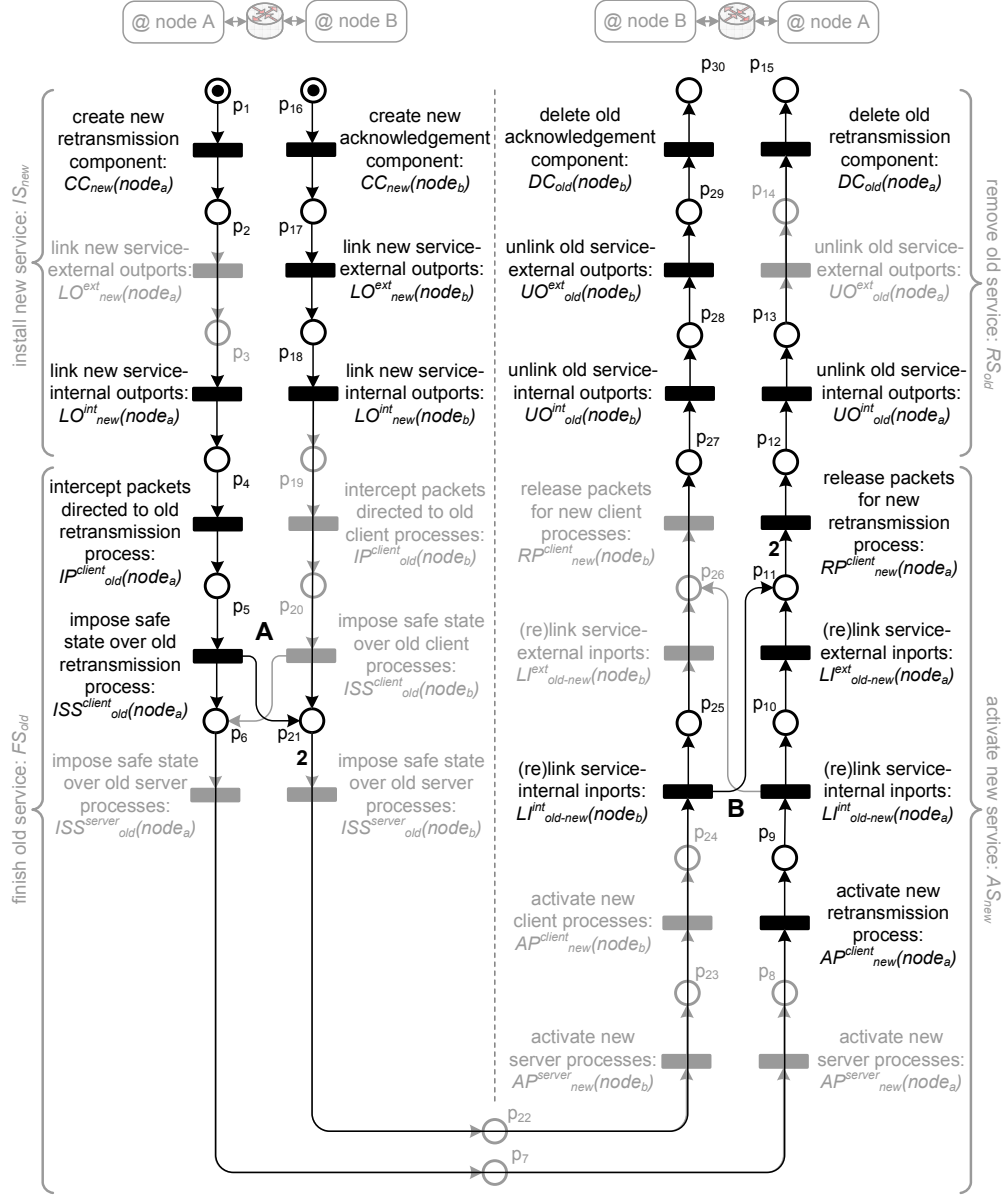 @ node A
@ node B
@ node B
@ node A
install new service: ISnew
finish old service: FSold
p1
create new
retransmission
component:
CCnew(nodea)
p2
link new service-
external outports:
LOextnew(nodea)
p3
link new service-
internal outports:
LOintnew(nodea)
p4
intercept packets
directed to old
retransmission
process:
IPclientold(nodea)
p5
impose safe
state over old
retransmission
process:
ISSclientold(nodea)
A
p6
impose safe state
over old server
processes:
ISSserverold(nodea)
p16
create new
acknowledgement
component:
CCnew(nodeb)
p17
link new service-
external outports:
LOextnew(nodeb)
p18
link new service-
internal outports:
LOintnew(nodeb)
p19
intercept packets
directed to old
client processes:
IPclientold(nodeb)
p20
impose safe state
over old client
processes:
ISSclientold(nodeb)
p21
2
impose safe state
over old server
processes:
ISSserverold(nodeb)
p30
delete old
acknowledgement
component:
DCold(nodeb)
p29
unlink old service-
external outports:
UOextold(nodeb)
p28
unlink old service-
internal outports:
UOintold(nodeb)
p27
release packets
for new client
processes:
RPclientnew(nodeb)
p26
(re)link service-
external inports:
LIextold-new(nodeb)
p25
(re)link service-
internal inports:
LIintold-new(nodeb)
B
p24
activate new
client processes:
APclientnew(nodeb)
p23
activate new
server processes:
APservernew(nodeb)
p22
p7
p15
delete old
retransmission
component:
DCold(nodea)
p14
unlink old service-
external outports:
UOextold(nodea)
p13
unlink old service-
internal outports:
UOintold(nodea)
p12
release packets
for new
retransmission
process:
RPclientnew(nodea)
2
p11
(re)link service-
external inports:
LIextold-new(nodea)
p10
(re)link service-
internal inports:
LIintold-new(nodea)
p9
activate new
retransmission
process:
APclientnew(nodea)
p8
activate new
server processes:
APservernew(nodea)
remove old service: RSold
activate new service: ASnew